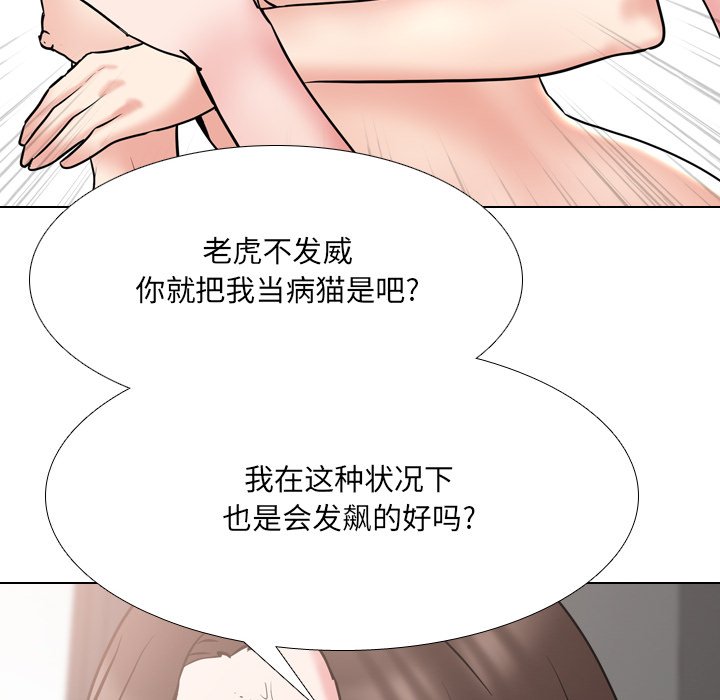 老虎不发威
你就把我当病猫是吧?
我在这种状况下
也是会发飙的好吗?